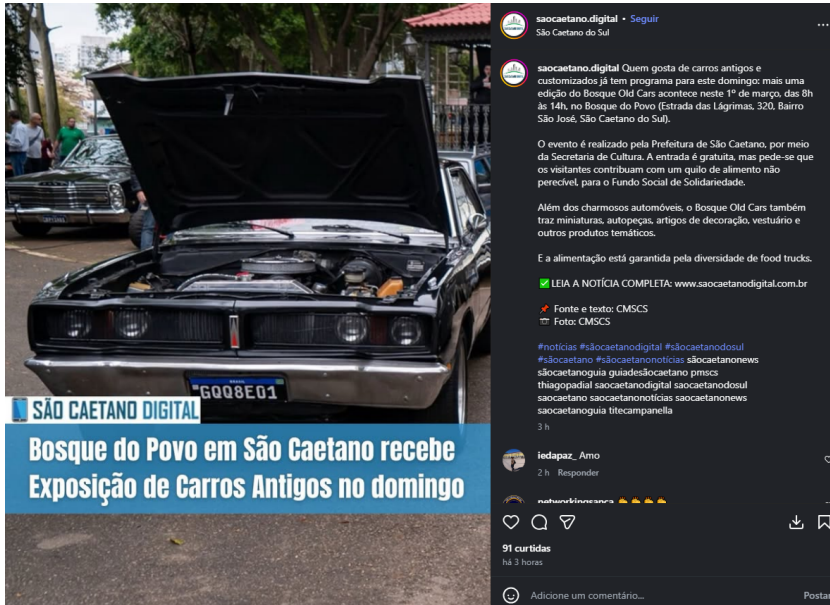 GQQ8E01
SÃO CAETANO DIGITAL
Bosque do Povo em São Caetano recebe
Exposição de Carros Antigos no domingo
saocaetano.digital • Seguir
São Caetano do Sul
saocaetano.digital Quem gosta de carros antigos e
customizados já tem programa para este domingo: mais uma
edição do Bosque Old Cars acontece neste 1º de março, das 8h
às 14h, no Bosque do Povo (Estrada das Lágrimas, 320, Bairro
São José, São Caetano do Sul).
O evento é realizado pela Prefeitura de São Caetano, por meio
da Secretaria de Cultura. A entrada é gratuita, mas pede-se que
os visitantes contribuam com um quilo de alimento não
perecível, para o Fundo Social de Solidariedade.
Além dos charmosos automóveis, o Bosque Old Cars também
traz miniaturas, autopeças, artigos de decoração, vestuário e
outros produtos temáticos.
E a alimentação está garantida pela diversidade de food trucks.
✅ LEIA A NOTÍCIA COMPLETA: www.saocaetanodigital.com.br
📌 Fonte e texto: CMSCS
📷 Foto: CMSCS
#notícias #sãocaetanodigital #sãocaetanodosul
#sãocaetano #sãocaetanonotícias sãocaetanonews
sãocaetanoguia guiadesãocaetano pmscs
thiagopadial saocaetanodigital saocaetanodosul
saocaetano saocaetanonotícias saocaetanonews
saocaetanoguia titecampanella
3 h
iedapaz_ Amo
2 h Responder
networkingsanca
91 curtidas
há 3 horas
Adicione um comentário...
Postar